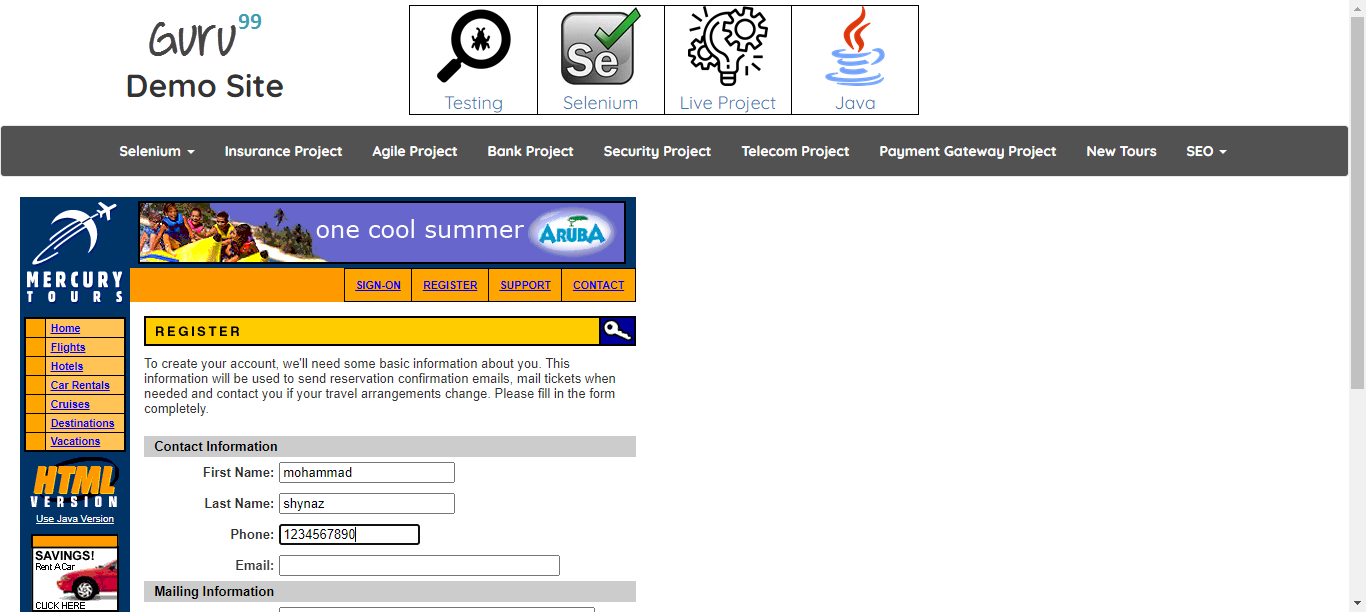 Guru99
Demo Site
Testing
Selenium
Live Project
Java
Selenium
Insurance Project
Agile Project
Bank Project
Security Project
Telecom Project
Payment Gateway Project
New Tours
SEO
MERCURY
TOURS
one cool summer
ARUBA
SIGN-ON
REGISTER
SUPPORT
CONTACT
Home
Flights
Hotels
Car Rentals
Cruises
Destinations
Vacations
HTML
VERSION
Use Java Version
SAVINGS!
Rent A Car
CLICK HERE
REGISTER
To create your account, we'll need some basic information about you. This
information will be used to send reservation confirmation emails, mail tickets when
needed and contact you if your travel arrangements change. Please fill in the form
completely.
Contact Information
First Name: mohammad
Last Name: shynaz
Phone: 1234567890
Email:
Mailing Information